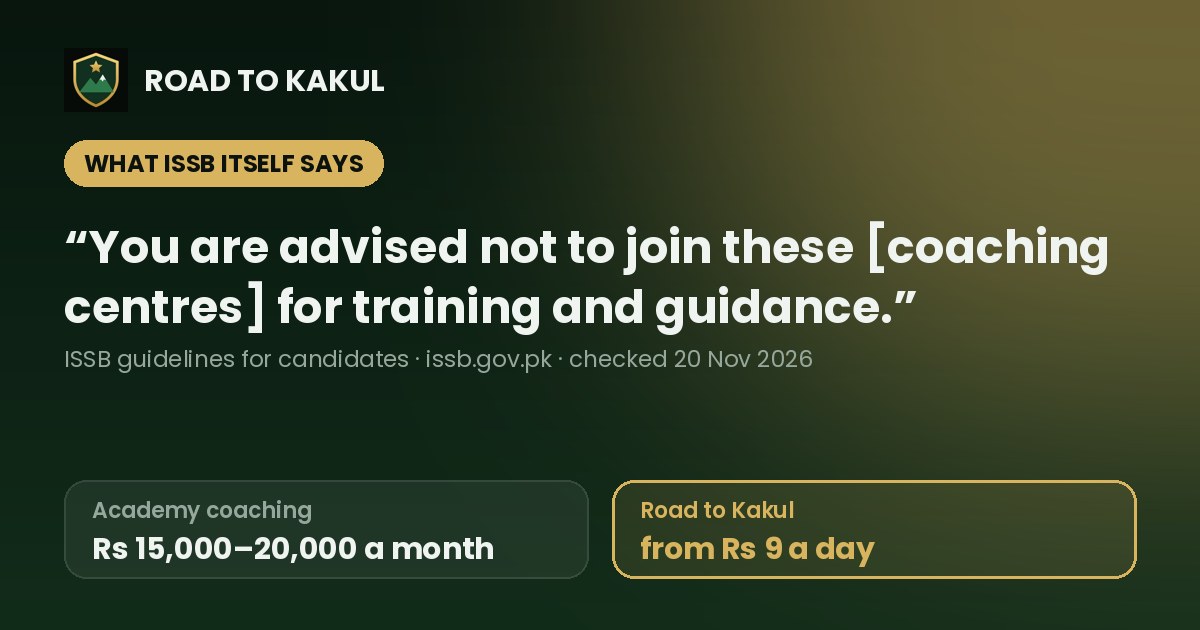 ROAD TO KAKUL
WHAT ISSB ITSELF SAYS
“You are advised not to join these [coaching
centres] for training and guidance.”
ISSB guidelines for candidates · issb.gov.pk · checked 20 Nov 2026
Academy coaching
Rs 15,000–20,000 a month
Road to Kakul
from Rs 9 a day